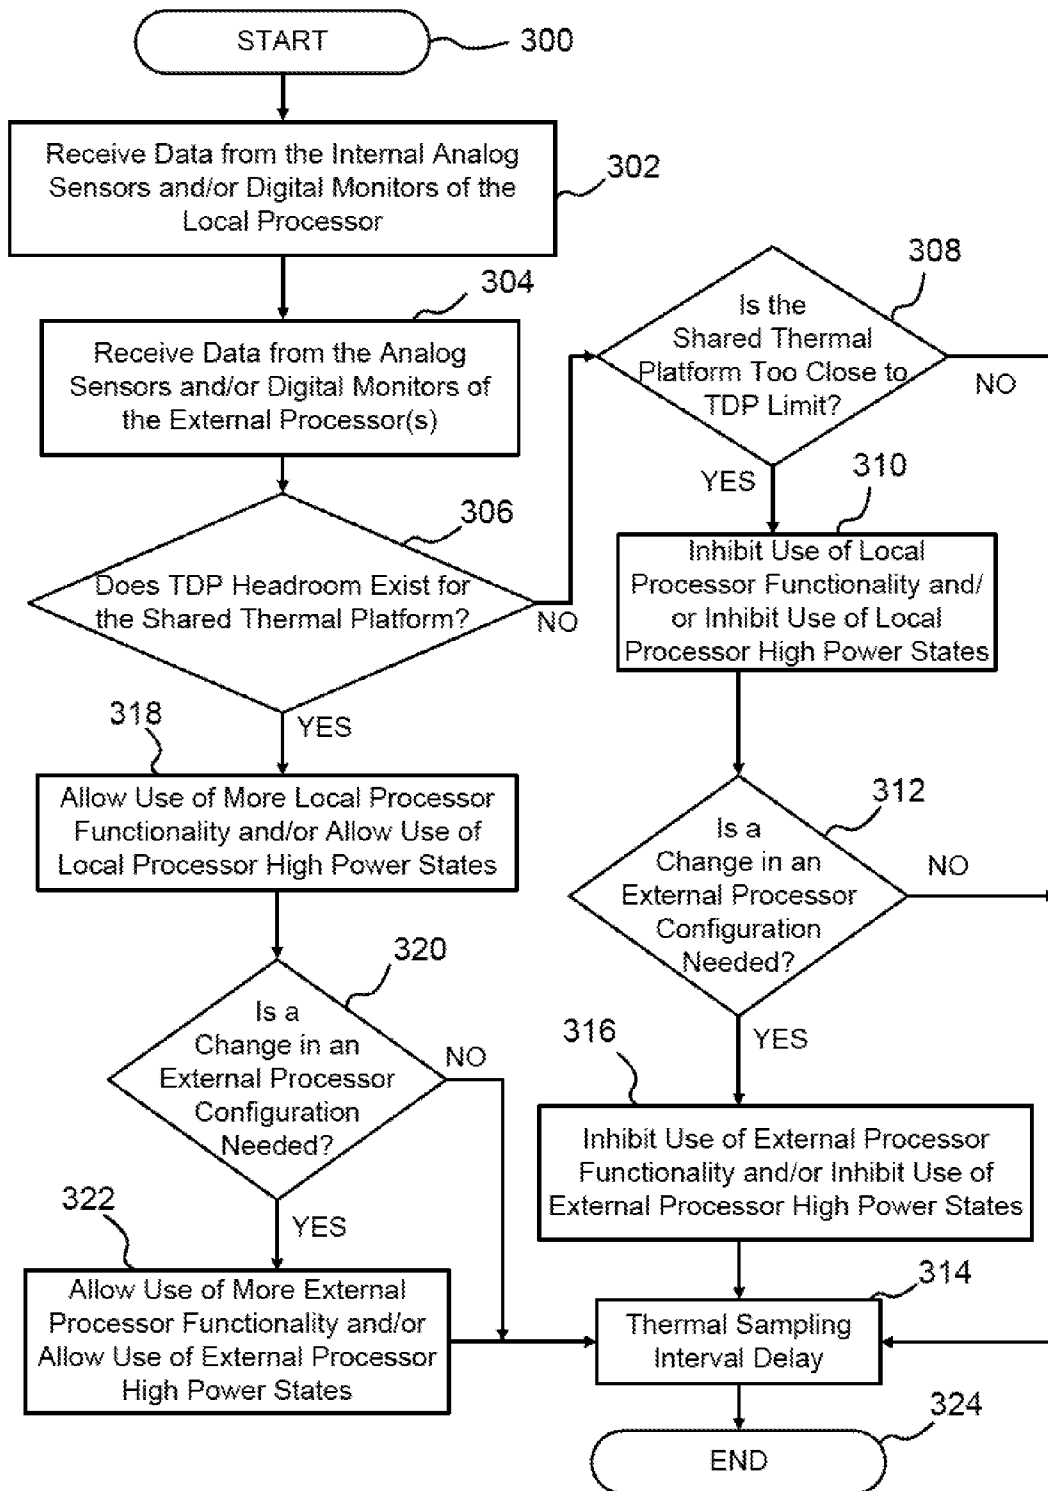 START
300
Receive Data from the Internal Analog
Sensors and/or Digital Monitors of the
Local Processor
302
304
Receive Data from the Analog
Sensors and/or Digital Monitors of
the External Processor(s)
306
Does TDP Headroom Exist for
the Shared Thermal Platform?
NO
YES
308
Is the
Shared Thermal
Platform Too Close to
TDP Limit?
NO
YES
310
Inhibit Use of Local
Processor Functionality and/
or Inhibit Use of Local
Processor High Power States
312
Is a
Change in an
External Processor
Configuration
Needed?
NO
YES
316
Inhibit Use of External Processor
Functionality and/or Inhibit Use of
External Processor High Power States
318
Allow Use of More Local Processor
Functionality and/or Allow Use of
Local Processor High Power States
320
Is a
Change in an
External Processor
Configuration
Needed?
NO
YES
322
Allow Use of More External
Processor Functionality and/or
Allow Use of External Processor
High Power States
314
Thermal Sampling
Interval Delay
324
END